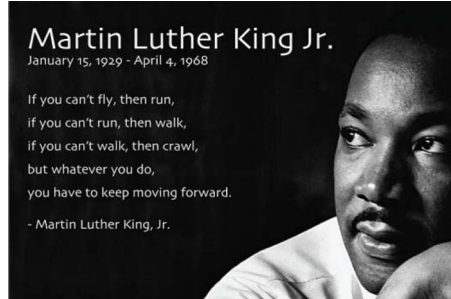 Martin Luther King Jr.
January 15, 1929 - April 4, 1968
If you can't fly, then run,
if you can't run, then walk,
if you can't walk, then crawl,
but whatever you do,
you have to keep moving forward.
- Martin Luther King, Jr.